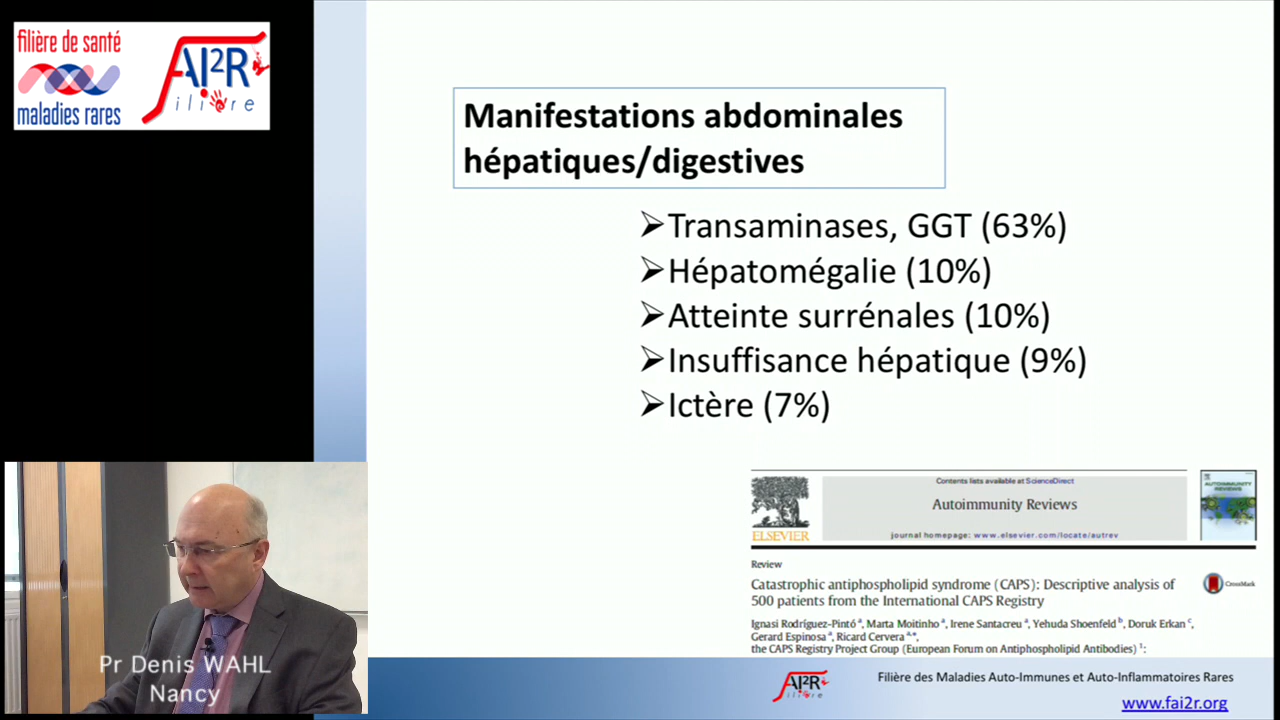 filière de santé
maladies rares
FAI2R
filière
Manifestations abdominales
hépatiques/digestives
Transaminases, GGT (63%)
Hépatomégalie (10%)
Atteinte surrénales (10%)
Insuffisance hépatique (9%)
Ictère (7%)
Contents lists available at ScienceDirect
Autoimmunity Reviews
journal homepage: www.elsevier.com/locate/autrev
ELSEVIER
AUTOIMMUNITY
REVIEWS
Review
Catastrophic antiphospholipid syndrome (CAPS): Descriptive analysis of
500 patients from the International CAPS Registry
CrossMark
Ignasi Rodríguez-Pintó a, Marta Moitinho a, Irene Santacreu a, Yehuda Shoenfeld b, Doruk Erkan c,
Gerard Espinosa a, Ricard Cervera a,*,
the CAPS Registry Project Group (European Forum on Antiphospholipid Antibodies) 1:
Pr Denis WAHL
Nancy
FAI2R
filière
Filière des Maladies Auto-Immunes et Auto-Inflammatoires Rares
www.fai2r.org